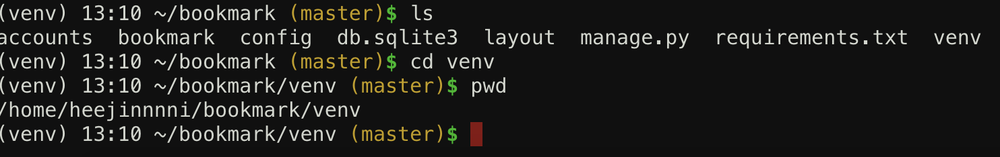 (venv) 13:10 ~/bookmark (master)$ ls
accounts  bookmark  config  db.sqlite3  layout  manage.py  requirements.txt  venv
(venv) 13:10 ~/bookmark (master)$ cd venv
(venv) 13:10 ~/bookmark/venv (master)$ pwd
/home/heejinnnni/bookmark/venv
(venv) 13:10 ~/bookmark/venv (master)$